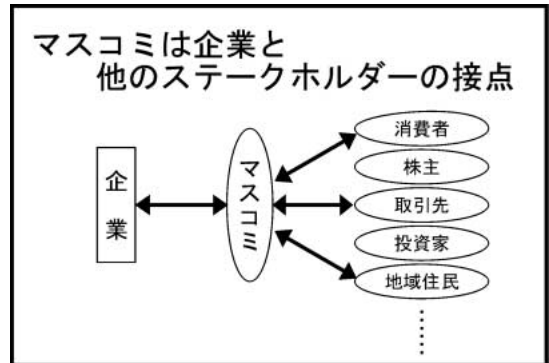 マスコミは企業と
他のステークホルダーの接点
企業
マスコミ
消費者
株主
取引先
投資家
地域住民